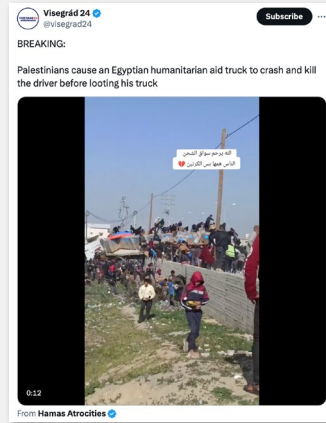 Visegrád 24
@visegrad24
Subscribe
BREAKING:
Palestinians cause an Egyptian humanitarian aid truck to crash and kill
the driver before looting his truck
الله يرحم سواق الشحن
الناس همها بس الكرتين 💔
0:12
From Hamas Atrocities